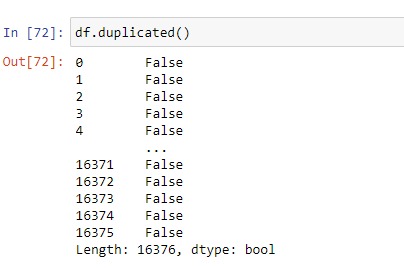 In [72]: df.duplicated()
Out[72]: 0 False
1 False
2 False
3 False
4 False
...
16371 False
16372 False
16373 False
16374 False
16375 False
Length: 16376, dtype: bool